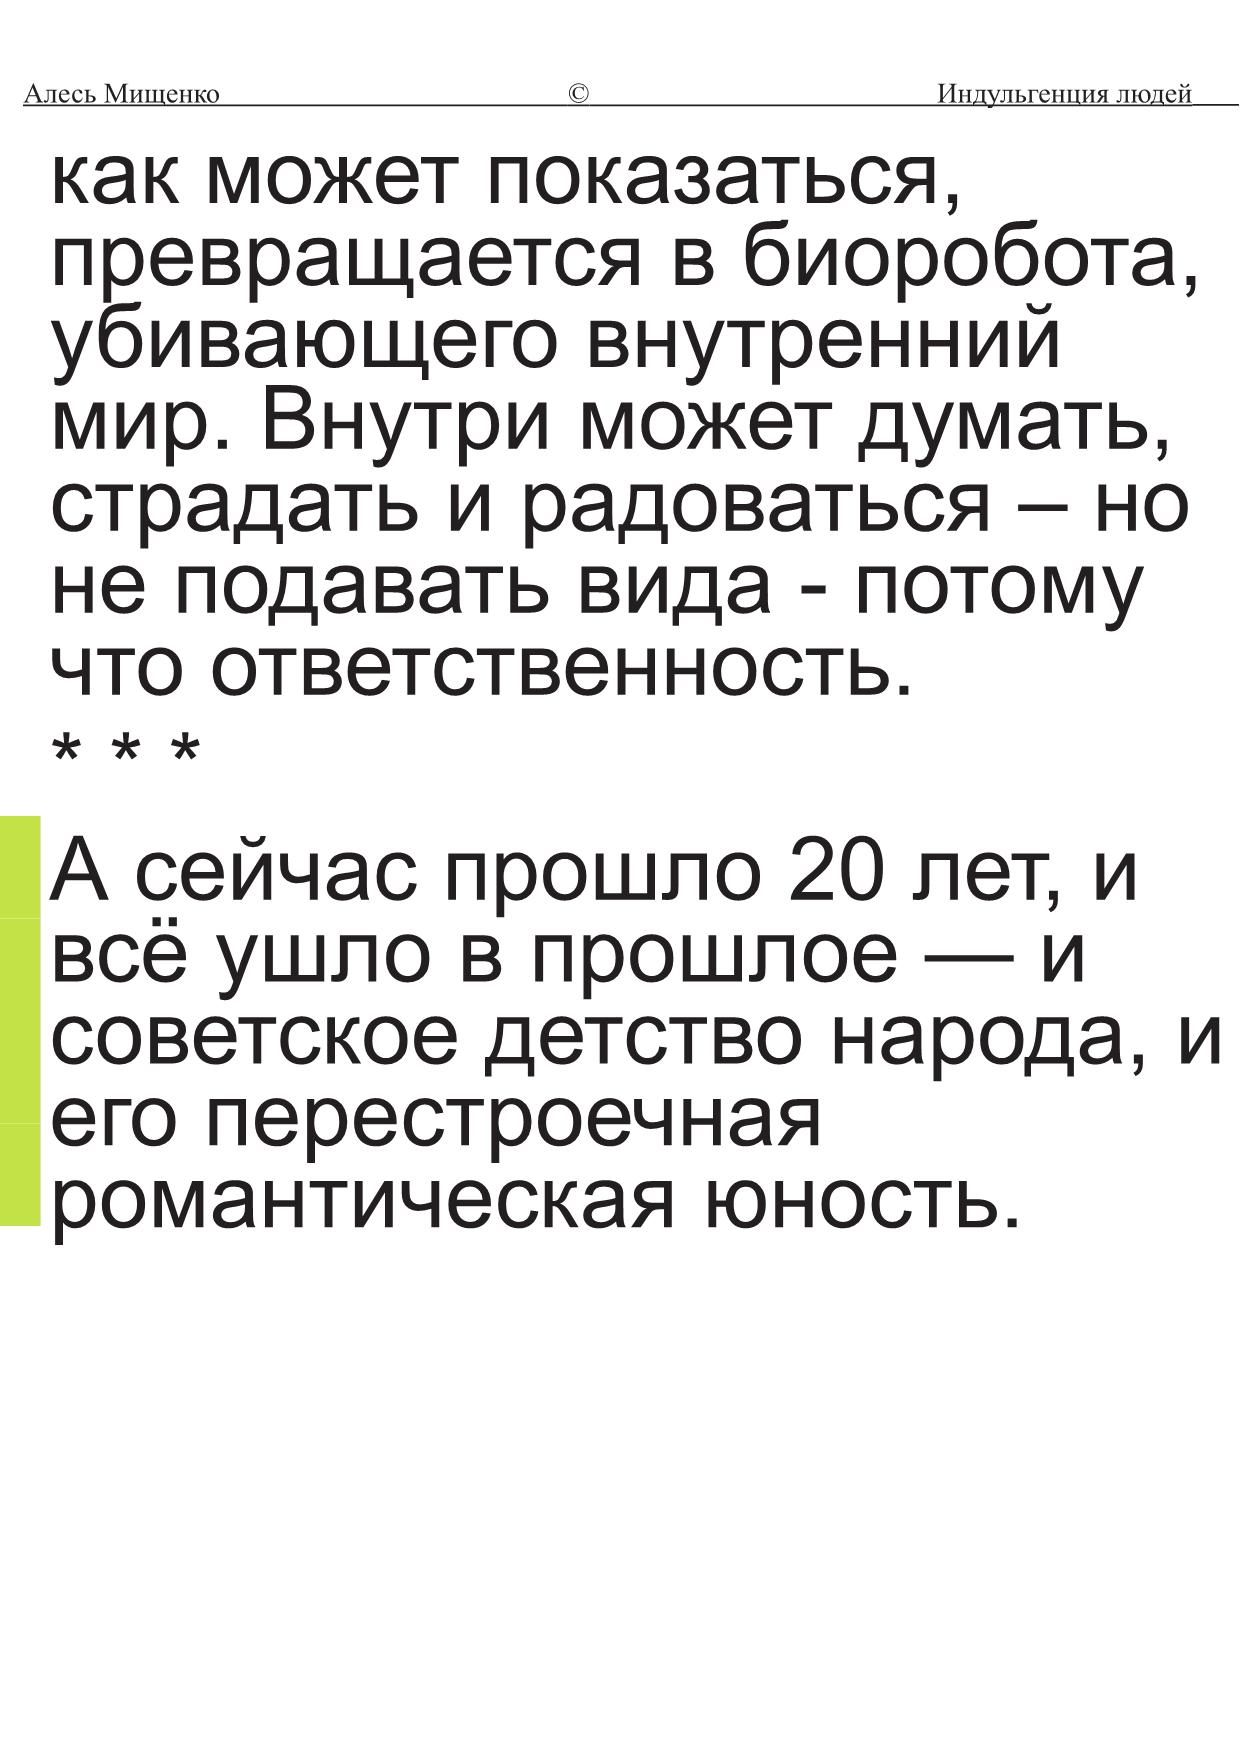 Алесь Мищенко © Индульгенция людей
как может показаться,
превращается в биоробота,
убивающего внутренний
мир. Внутри может думать,
страдать и радоваться – но
не подавать вида - потому
что ответственность.
* * *
А сейчас прошло 20 лет, и
всё ушло в прошлое — и
советское детство народа, и
его перестроечная
романтическая юность.